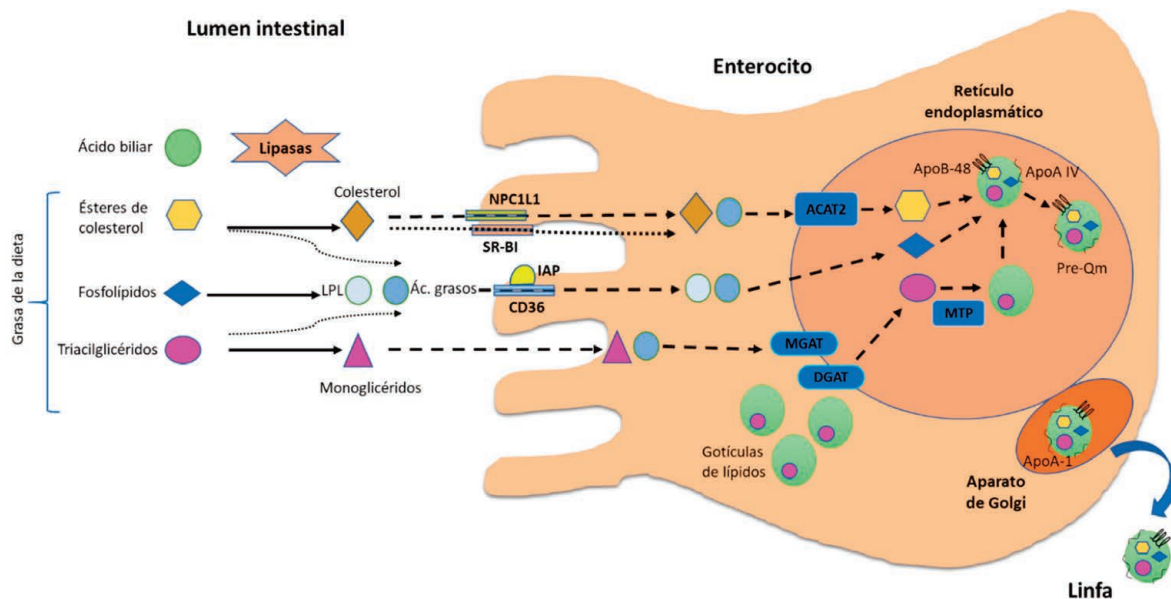 Lumen intestinal
Enterocito
Retículo
endoplasmático
Ácido biliar
Lipasas
ApoB-48
ApoA IV
Grasa de la dieta
Ésteres de
colesterol
Colesterol
NPC1L1
SR-BI
ACAT2
Pre-Qm
Fosfolípidos
LPL
Ác. grasos
IAP
CD36
MTP
Triacilglicéridos
Monoglicéridos
MGAT
DGAT
Gotículas
de lípidos
ApoA-1
Aparato
de Golgi
Linfa